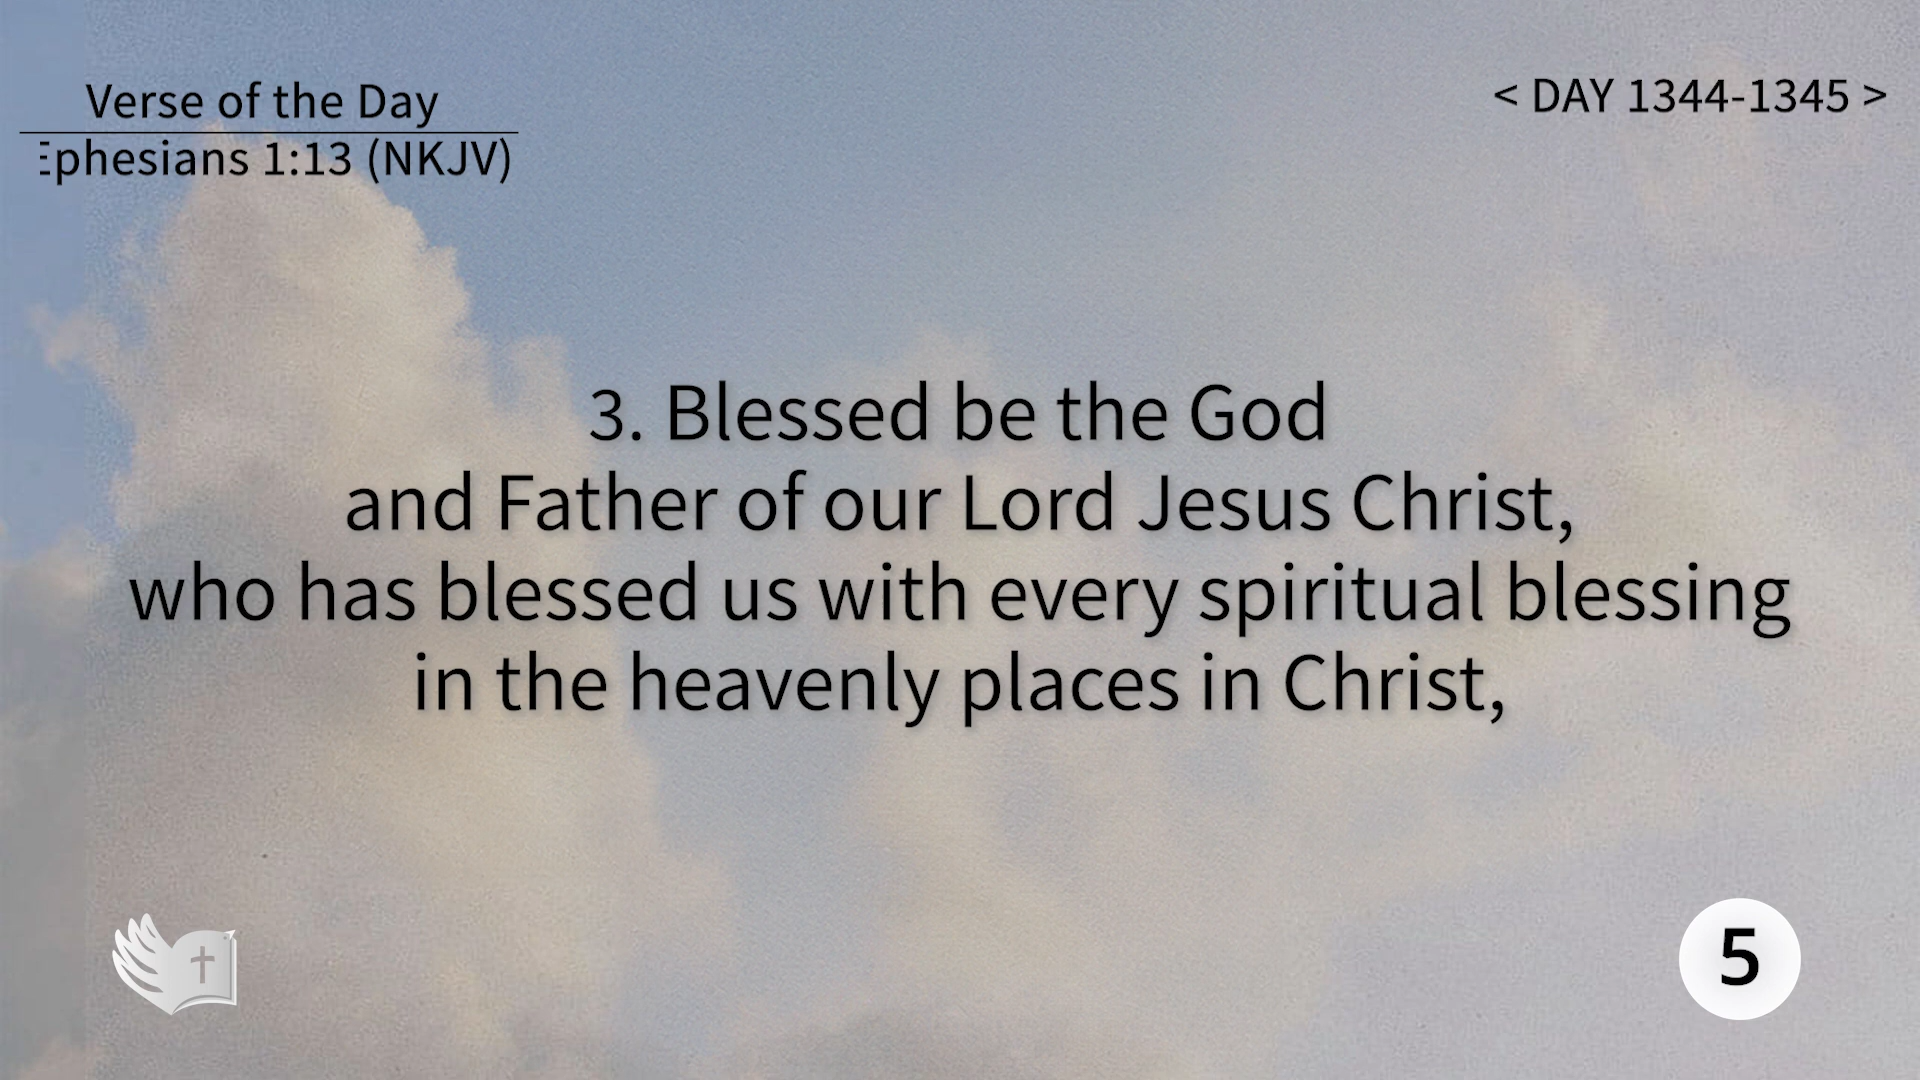 Verse of the Day
Ephesians 1:13 (NKJV)
< DAY 1344-1345 >
3. Blessed be the God
and Father of our Lord Jesus Christ,
who has blessed us with every spiritual blessing
in the heavenly places in Christ,
5